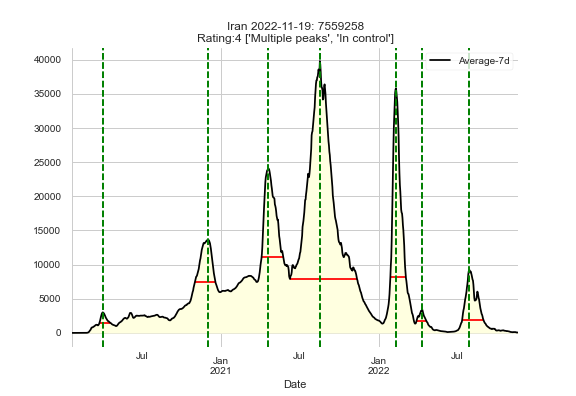 Iran 2022-11-19: 7559258
Rating:4 ['Multiple peaks', 'In control']
Average-7d
40000
35000
30000
25000
20000
15000
10000
5000
0
Jul
Jan
2021
Jul
Jan
2022
Jul
Date